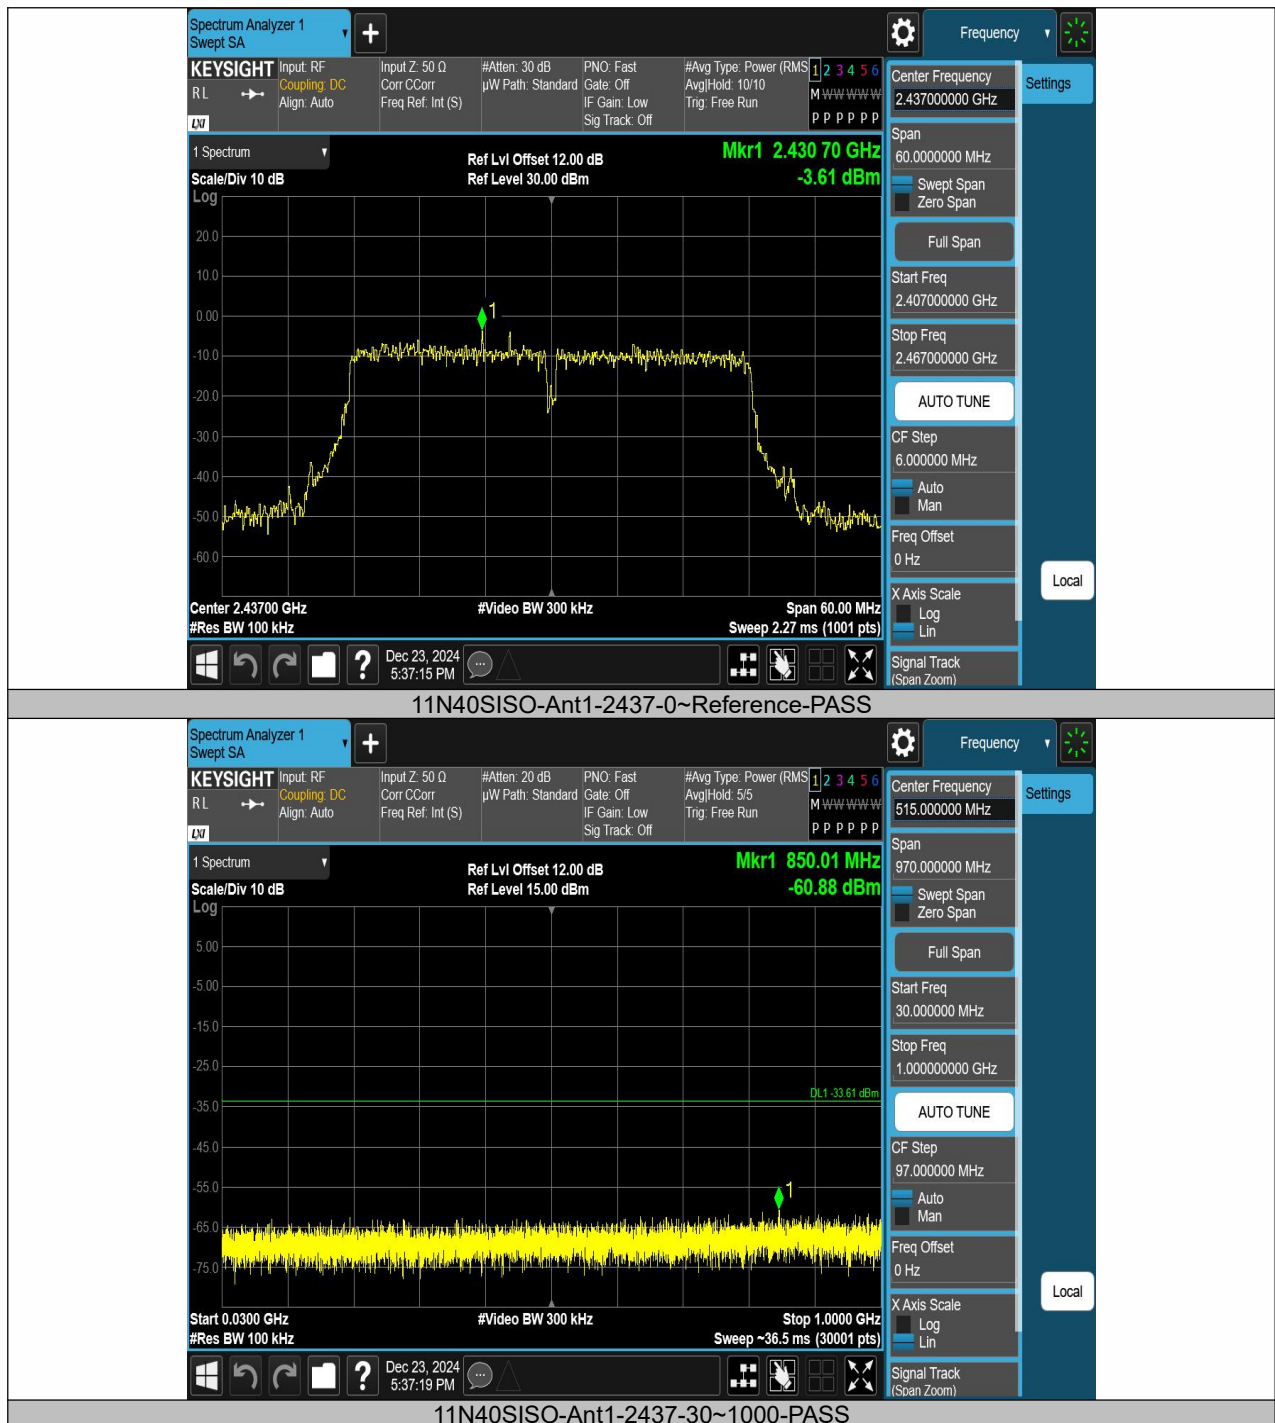 Spectrum Analyzer 1
Swept SA
Frequency
KEYSIGHT
RL
LXI
Input: RF
Coupling: DC
Align: Auto
Input Z: 50 Ω
Corr CCorr
Freq Ref: Int (S)
#Atten: 30 dB
µW Path: Standard
PNO: Fast
Gate: Off
IF Gain: Low
Sig Track: Off
#Avg Type: Power (RMS
Avg|Hold: 10/10
Trig: Free Run
1 2 3 4 5 6
M W W W W W
P P P P P P
1 Spectrum
Scale/Div 10 dB
Log
Ref Lvl Offset 12.00 dB
Ref Level 30.00 dBm
Mkr1 2.430 70 GHz
-3.61 dBm
20.0
10.0
0.00
-10.0
-20.0
-30.0
-40.0
-50.0
-60.0
1
Center 2.43700 GHz
#Res BW 100 kHz
#Video BW 300 kHz
Span 60.00 MHz
Sweep 2.27 ms (1001 pts)
Dec 23, 2024
5:37:15 PM
Center Frequency
2.437000000 GHz
Span
60.0000000 MHz
Swept Span
Zero Span
Full Span
Start Freq
2.407000000 GHz
Stop Freq
2.467000000 GHz
AUTO TUNE
CF Step
6.000000 MHz
Auto
Man
Freq Offset
0 Hz
X Axis Scale
Log
Lin
Signal Track
(Span Zoom)
Settings
Local
11N40SISO-Ant1-2437-0~Reference-PASS
Spectrum Analyzer 1
Swept SA
Frequency
KEYSIGHT
RL
LXI
Input: RF
Coupling: DC
Align: Auto
Input Z: 50 Ω
Corr CCorr
Freq Ref: Int (S)
#Atten: 20 dB
µW Path: Standard
PNO: Fast
Gate: Off
IF Gain: Low
Sig Track: Off
#Avg Type: Power (RMS
Avg|Hold: 5/5
Trig: Free Run
1 2 3 4 5 6
M W W W W W
P P P P P P
1 Spectrum
Scale/Div 10 dB
Log
Ref Lvl Offset 12.00 dB
Ref Level 15.00 dBm
Mkr1 850.01 MHz
-60.88 dBm
5.00
-5.00
-15.0
-25.0
-35.0
-45.0
-55.0
-65.0
-75.0
DL1 -33.61 dBm
1
Start 0.0300 GHz
#Res BW 100 kHz
#Video BW 300 kHz
Stop 1.0000 GHz
Sweep ~36.5 ms (30001 pts)
Dec 23, 2024
5:37:19 PM
Center Frequency
515.000000 MHz
Span
970.000000 MHz
Swept Span
Zero Span
Full Span
Start Freq
30.000000 MHz
Stop Freq
1.000000000 GHz
AUTO TUNE
CF Step
97.000000 MHz
Auto
Man
Freq Offset
0 Hz
X Axis Scale
Log
Lin
Signal Track
(Span Zoom)
Settings
Local
11N40SISO-Ant1-2437-30~1000-PASS